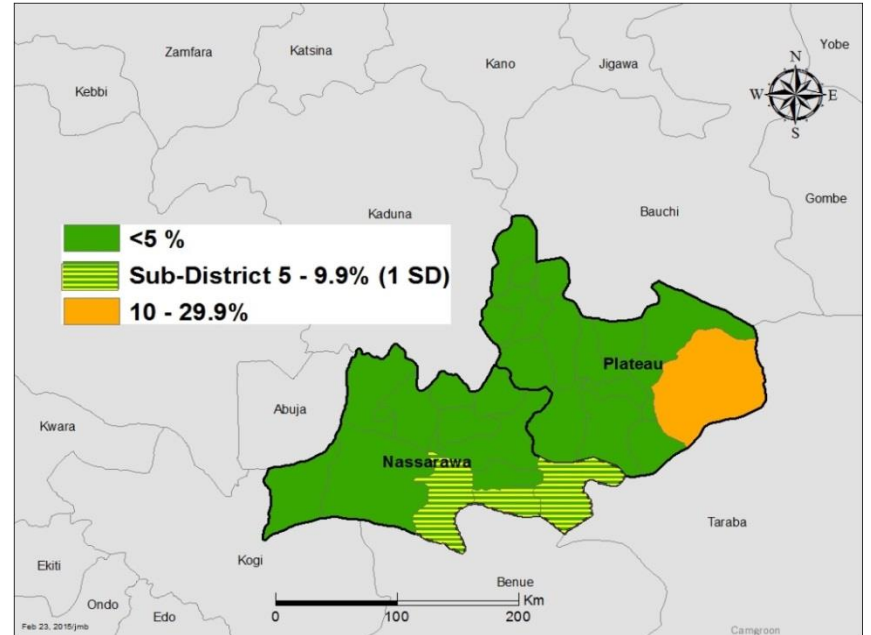 Zamfara
Katsina
Kano
Jigawa
Yobe
Kebbi
N
W E
S
Gombe
Kaduna
Bauchi
<5 %
Sub-District 5 - 9.9% (1 SD)
10 - 29.9%
Plateau
Abuja
Kwara
Nassarawa
Taraba
Kogi
Ekiti
Benue
Ondo
Edo
Km
0 100 200
Feb 23, 2015/jmb
Cameroon